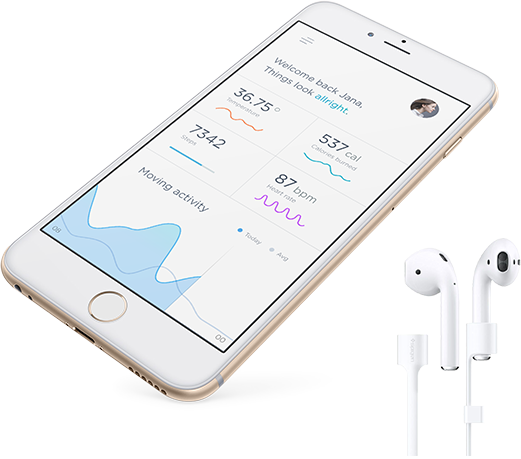 Welcome back Jana,
Things look allright.
36.75 °
Temperature
537 cal
Calories burned
7342
Steps
87 bpm
Heart rate
Moving activity
Today
Avg
09
00